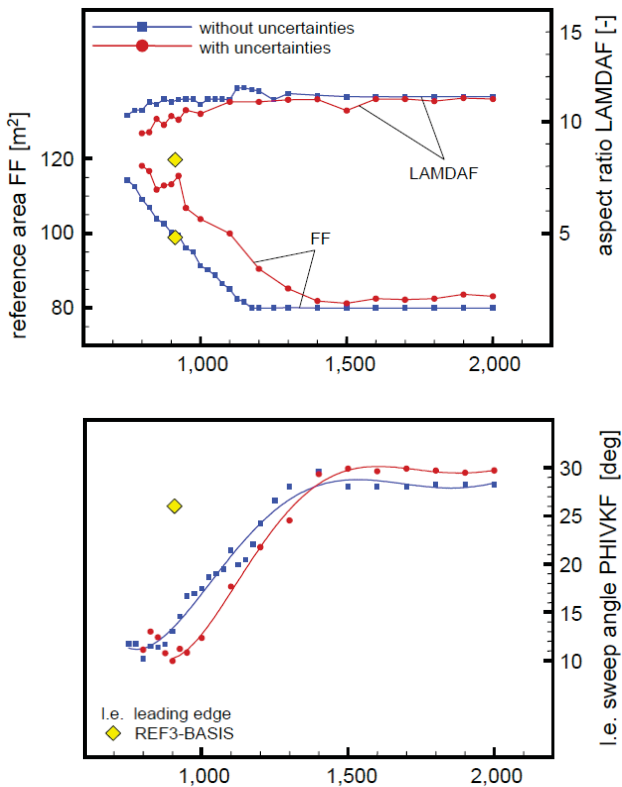 without uncertainties
with uncertainties
reference area FF [m²]
120
100
80
15
10
5
aspect ratio LAMDAF [-]
LAMDAF
FF
1,000
1,500
2,000
30
25
20
15
10
l.e. sweep angle PHIVKF [deg]
l.e. leading edge
REF3-BASIS
1,000
1,500
2,000